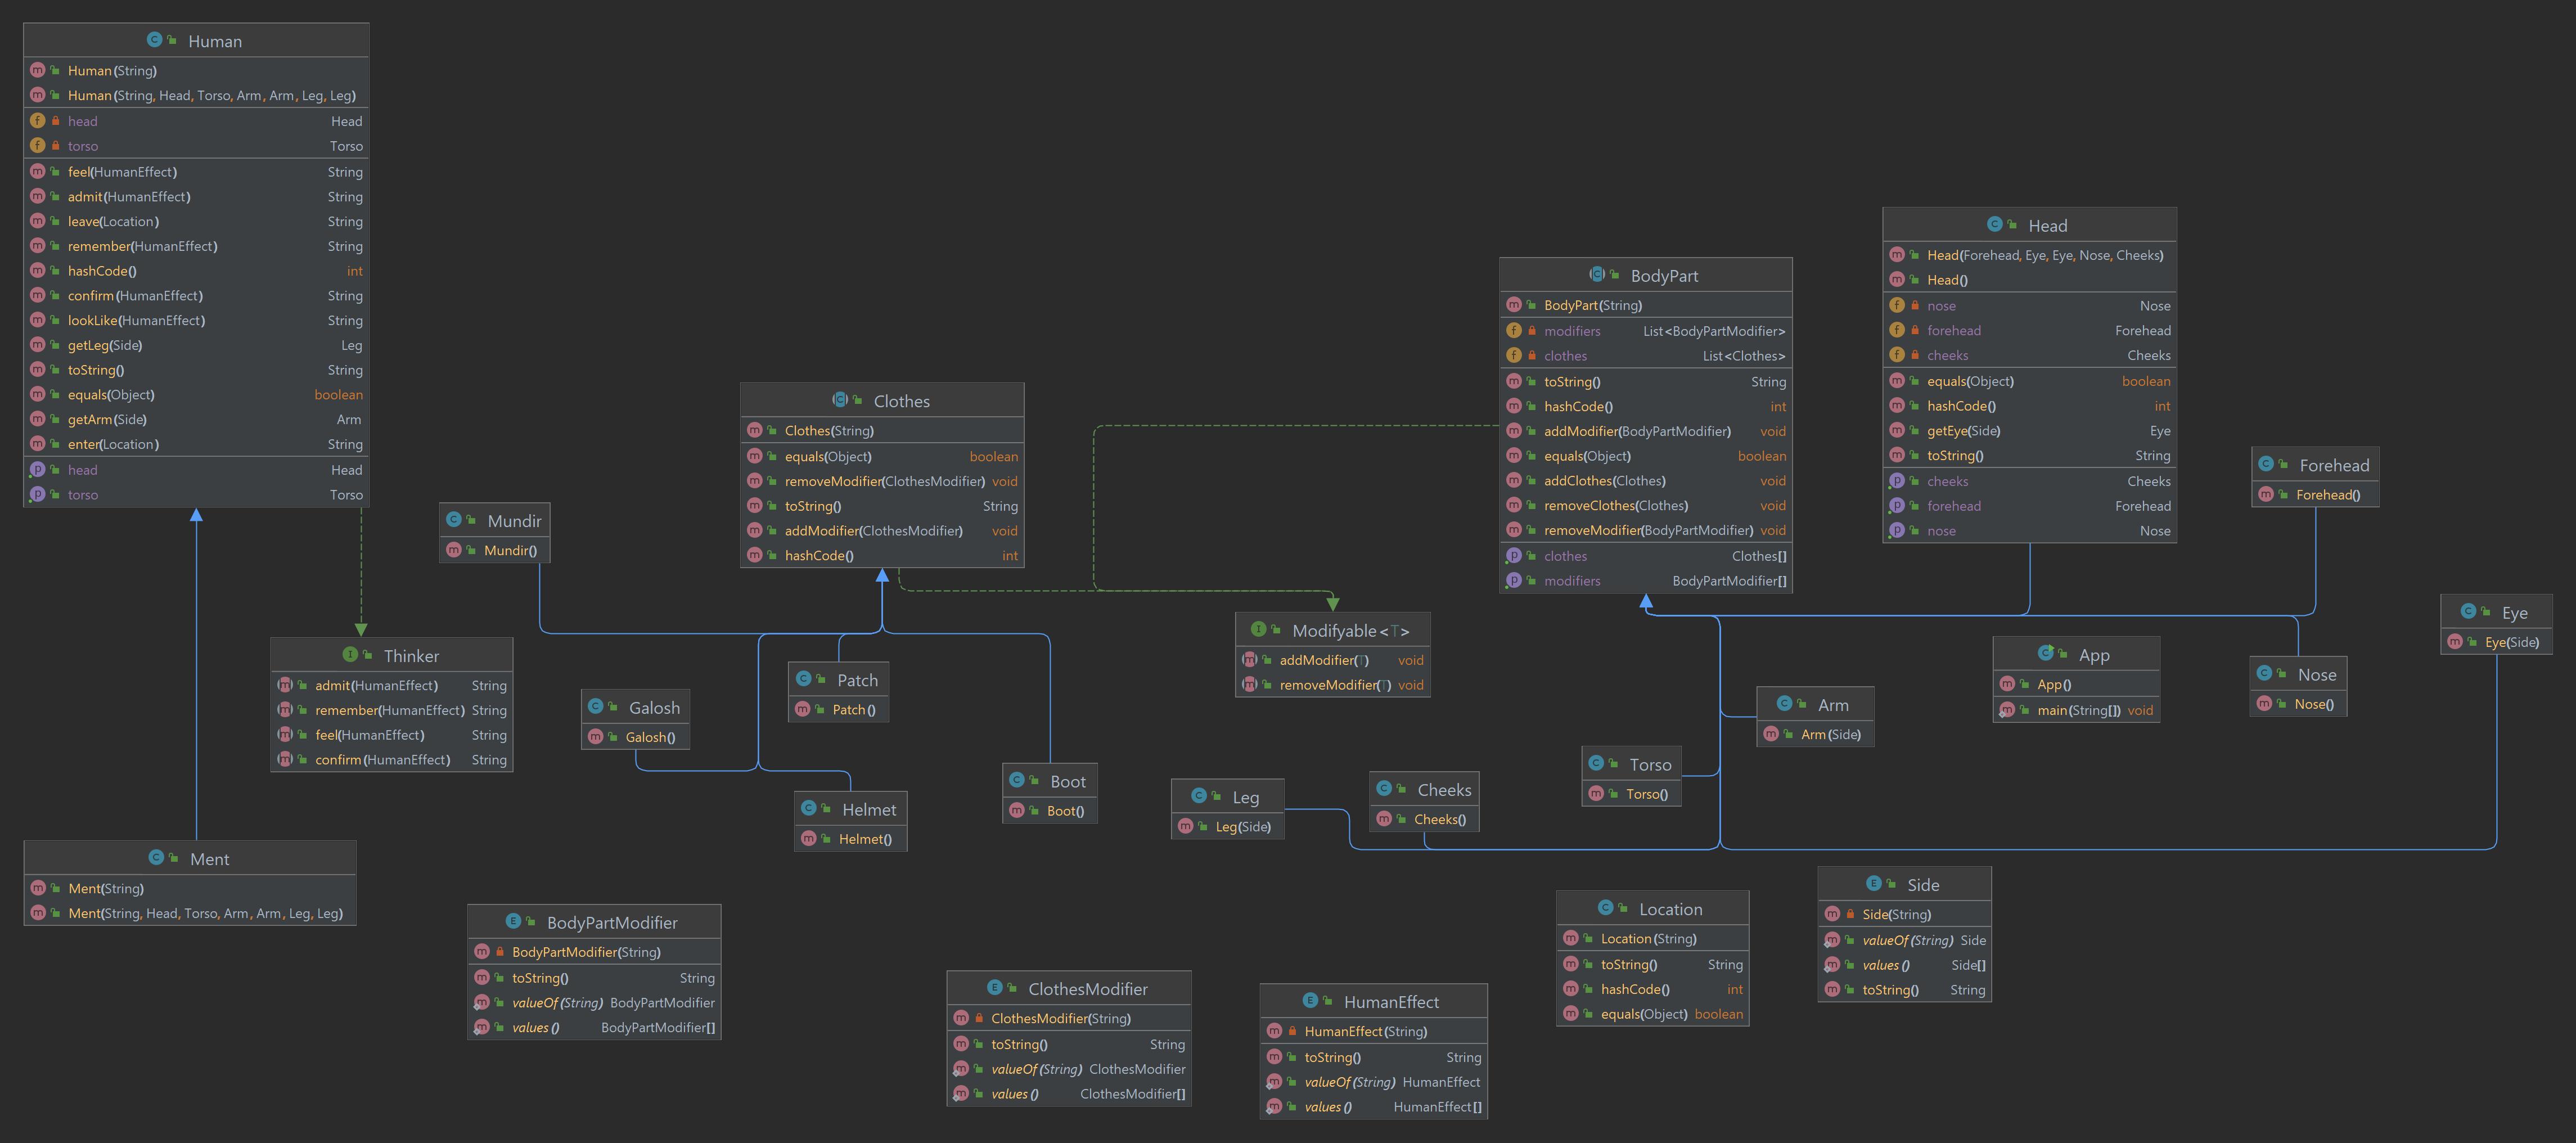 Human
Human(String)
Human(String, Head, Torso, Arm, Arm, Leg, Leg)
head Head
torso Torso
feel(HumanEffect) String
admit(HumanEffect) String
leave(Location) String
remember(HumanEffect) String
hashCode() int
confirm(HumanEffect) String
lookLike(HumanEffect) String
getLeg(Side) Leg
toString() String
equals(Object) boolean
getArm(Side) Arm
enter(Location) String
head Head
torso Torso
Head
Head(Forehead, Eye, Eye, Nose, Cheeks)
Head()
nose Nose
forehead Forehead
cheeks Cheeks
equals(Object) boolean
hashCode() int
getEye(Side) Eye
toString() String
cheeks Cheeks
forehead Forehead
nose Nose
BodyPart
BodyPart(String)
modifiers List<BodyPartModifier>
clothes List<Clothes>
toString() String
hashCode() int
addModifier(BodyPartModifier) void
equals(Object) boolean
addClothes(Clothes) void
removeClothes(Clothes) void
removeModifier(BodyPartModifier) void
clothes Clothes[]
modifiers BodyPartModifier[]
Clothes
Clothes(String)
equals(Object) boolean
removeModifier(ClothesModifier) void
toString() String
addModifier(ClothesModifier) void
hashCode() int
Forehead
Forehead()
Mundir
Mundir()
Eye
Eye(Side)
Modifyable<T>
addModifier(T) void
removeModifier(T) void
Thinker
admit(HumanEffect) String
remember(HumanEffect) String
feel(HumanEffect) String
confirm(HumanEffect) String
App
App()
main(String[]) void
Nose
Nose()
Patch
Patch()
Galosh
Galosh()
Arm
Arm(Side)
Torso
Torso()
Boot
Boot()
Cheeks
Cheeks()
Leg
Leg(Side)
Helmet
Helmet()
Ment
Ment(String)
Ment(String, Head, Torso, Arm, Arm, Leg, Leg)
Side
Side(String)
valueOf(String) Side
values() Side[]
toString() String
Location
Location(String)
toString() String
hashCode() int
equals(Object) boolean
BodyPartModifier
BodyPartModifier(String)
toString() String
valueOf(String) BodyPartModifier
values() BodyPartModifier[]
ClothesModifier
ClothesModifier(String)
toString() String
valueOf(String) ClothesModifier
values() ClothesModifier[]
HumanEffect
HumanEffect(String)
toString() String
valueOf(String) HumanEffect
values() HumanEffect[]